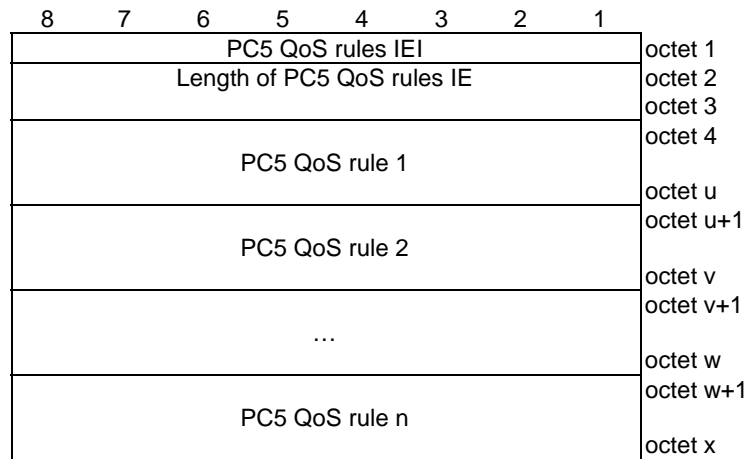 8 7 6 5 4 3 2 1
PC5 QoS rules IEI octet 1
Length of PC5 QoS rules IE octet 2
octet 3
octet 4
PC5 QoS rule 1
octet u
octet u+1
PC5 QoS rule 2
octet v
octet v+1
…
octet w
octet w+1
PC5 QoS rule n
octet x